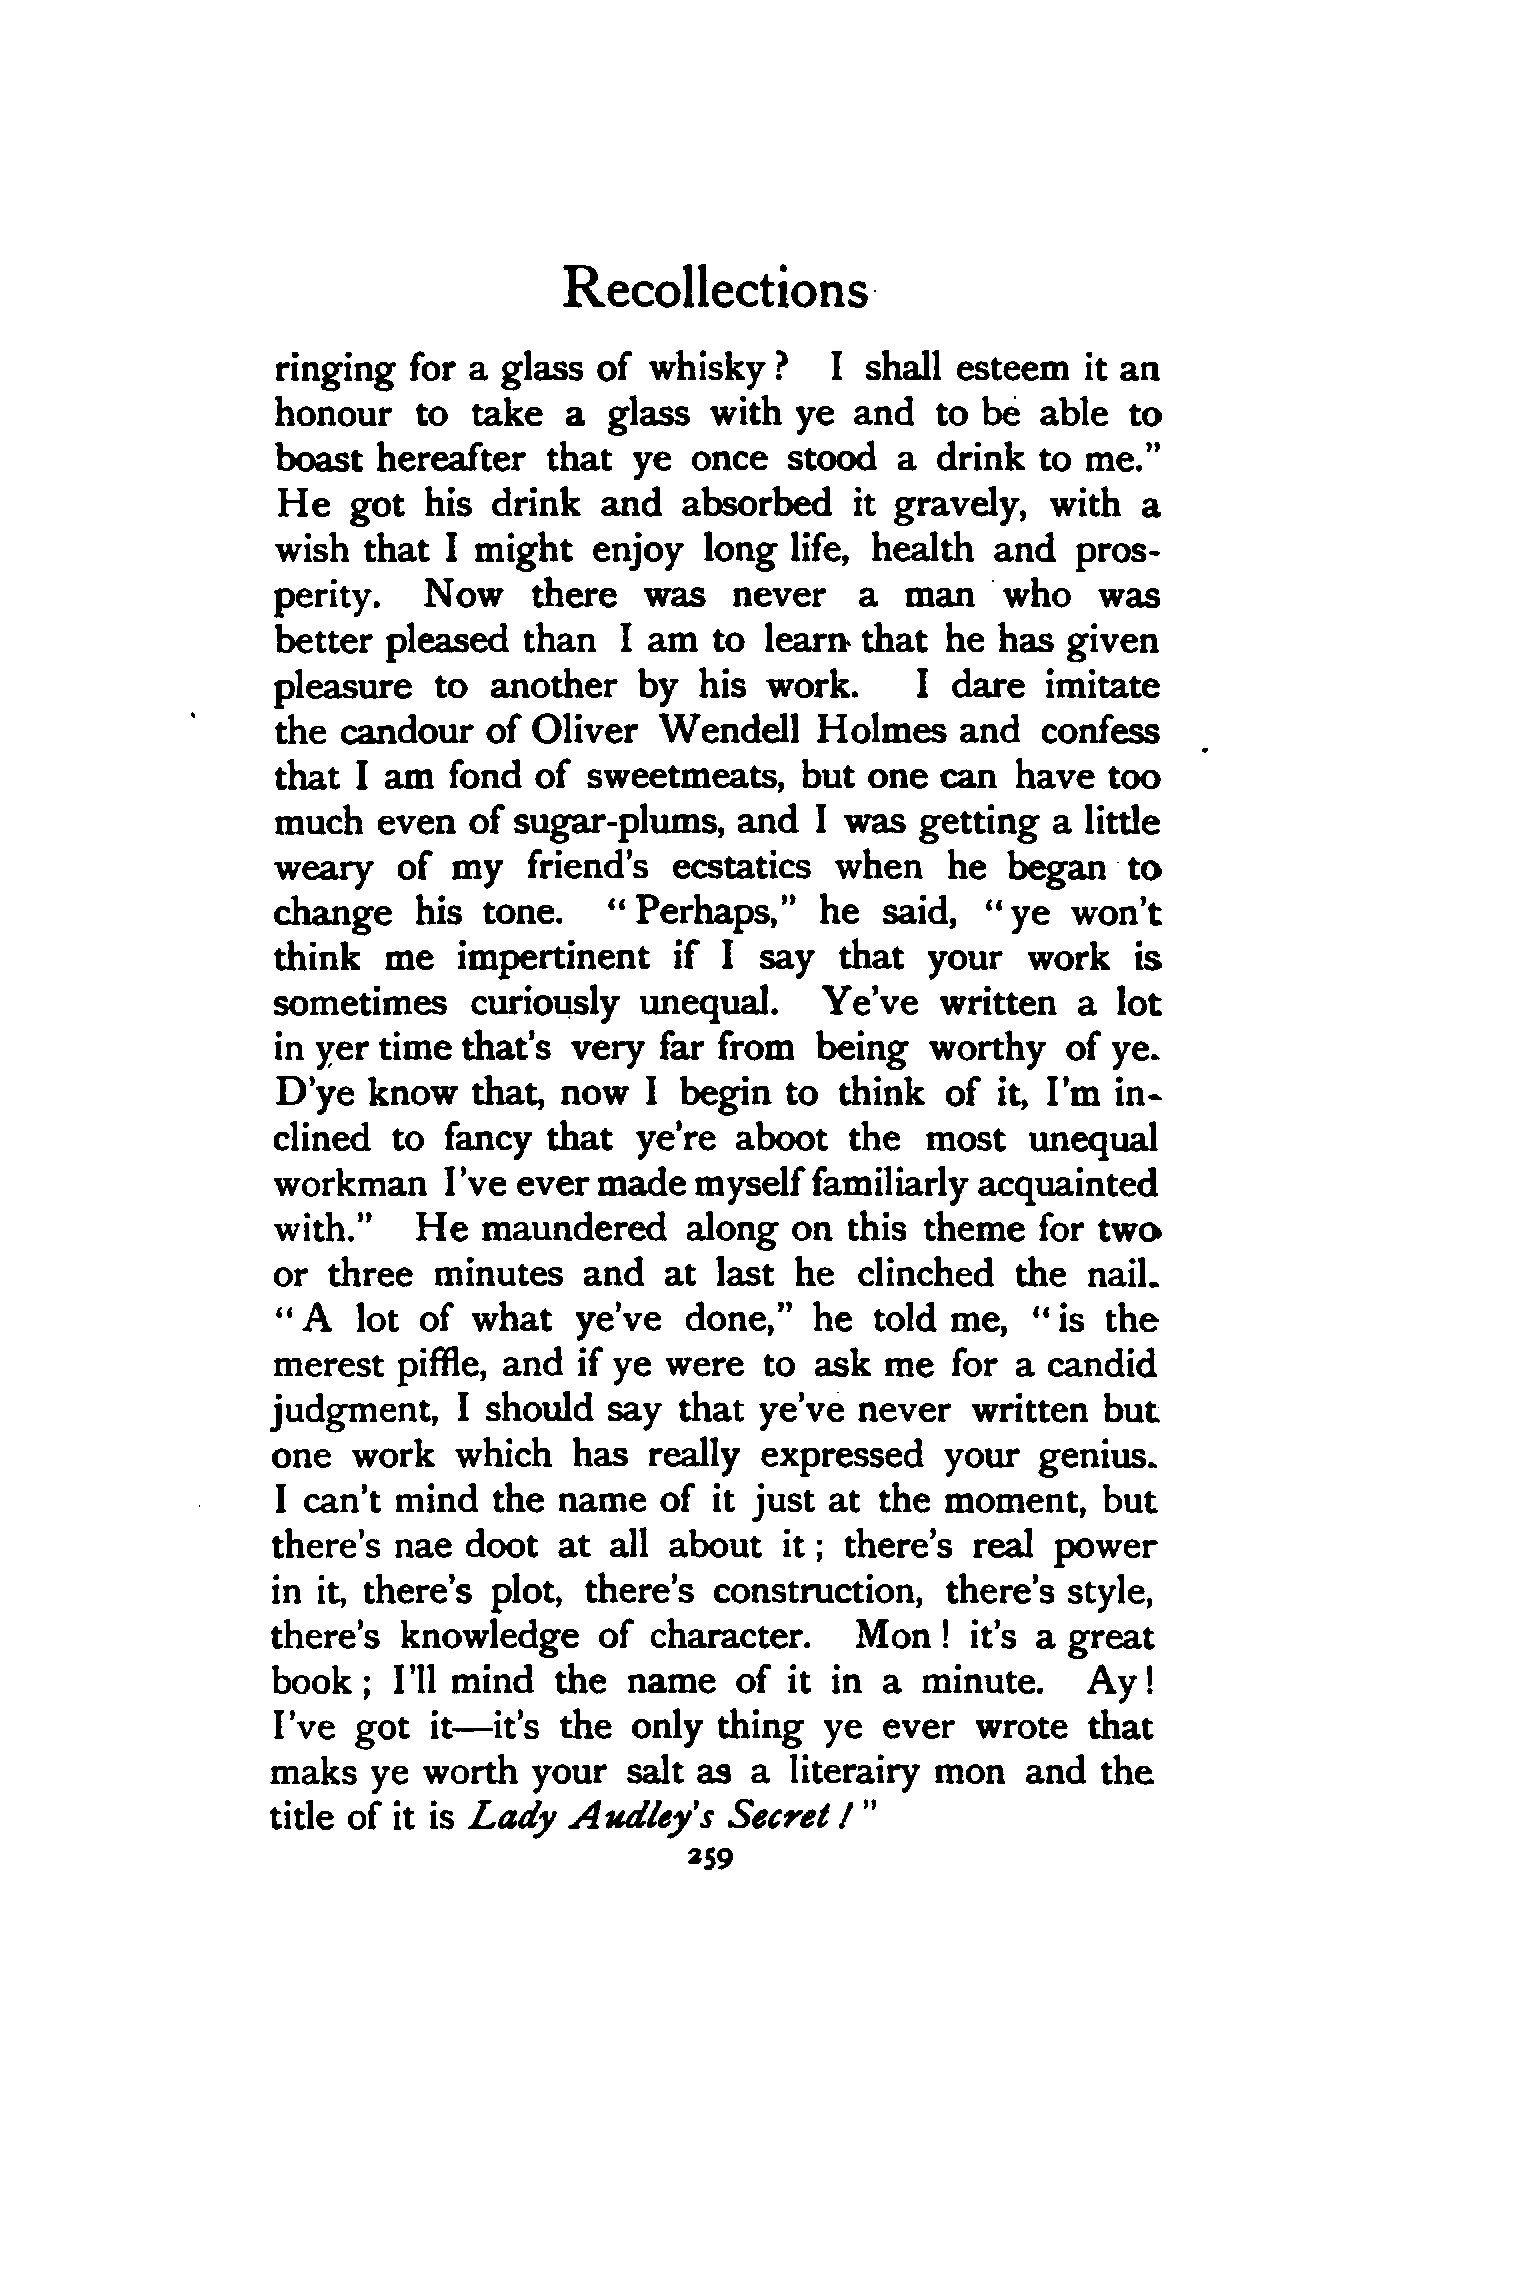 Recollections
ringing for a glass of whisky? I shall esteem it an
honour to take a glass with ye and to be able to
boast hereafter that ye once stood a drink to me."
He got his drink and absorbed it gravely, with a
wish that I might enjoy long life, health and pros-
perity. Now there was never a man who was
better pleased than I am to learn that he has given
pleasure to another by his work. I dare imitate
the candour of Oliver Wendell Holmes and confess
that I am fond of sweetmeats, but one can have too
much even of sugar-plums, and I was getting a little
weary of my friend's ecstatics when he began to
change his tone. "Perhaps," he said, "ye won't
think me impertinent if I say that your work is
sometimes curiously unequal. Ye've written a lot
in yer time that's very far from being worthy of ye.
D'ye know that, now I begin to think of it, I'm in-
clined to fancy that ye're aboot the most unequal
workman I've ever made myself familiarly acquainted
with." He maundered along on this theme for two
or three minutes and at last he clinched the nail.
"A lot of what ye've done," he told me, "is the
merest piffle, and if ye were to ask me for a candid
judgment, I should say that ye've never written but
one work which has really expressed your genius.
I can't mind the name of it just at the moment, but
there's nae doot at all about it; there's real power
in it, there's plot, there's construction, there's style,
there's knowledge of character. Mon! it's a great
book; I'll mind the name of it in a minute. Ay!
I've got it—it's the only thing ye ever wrote that
maks ye worth your salt as a literairy mon and the
title of it is Lady Audley's Secret!"
259